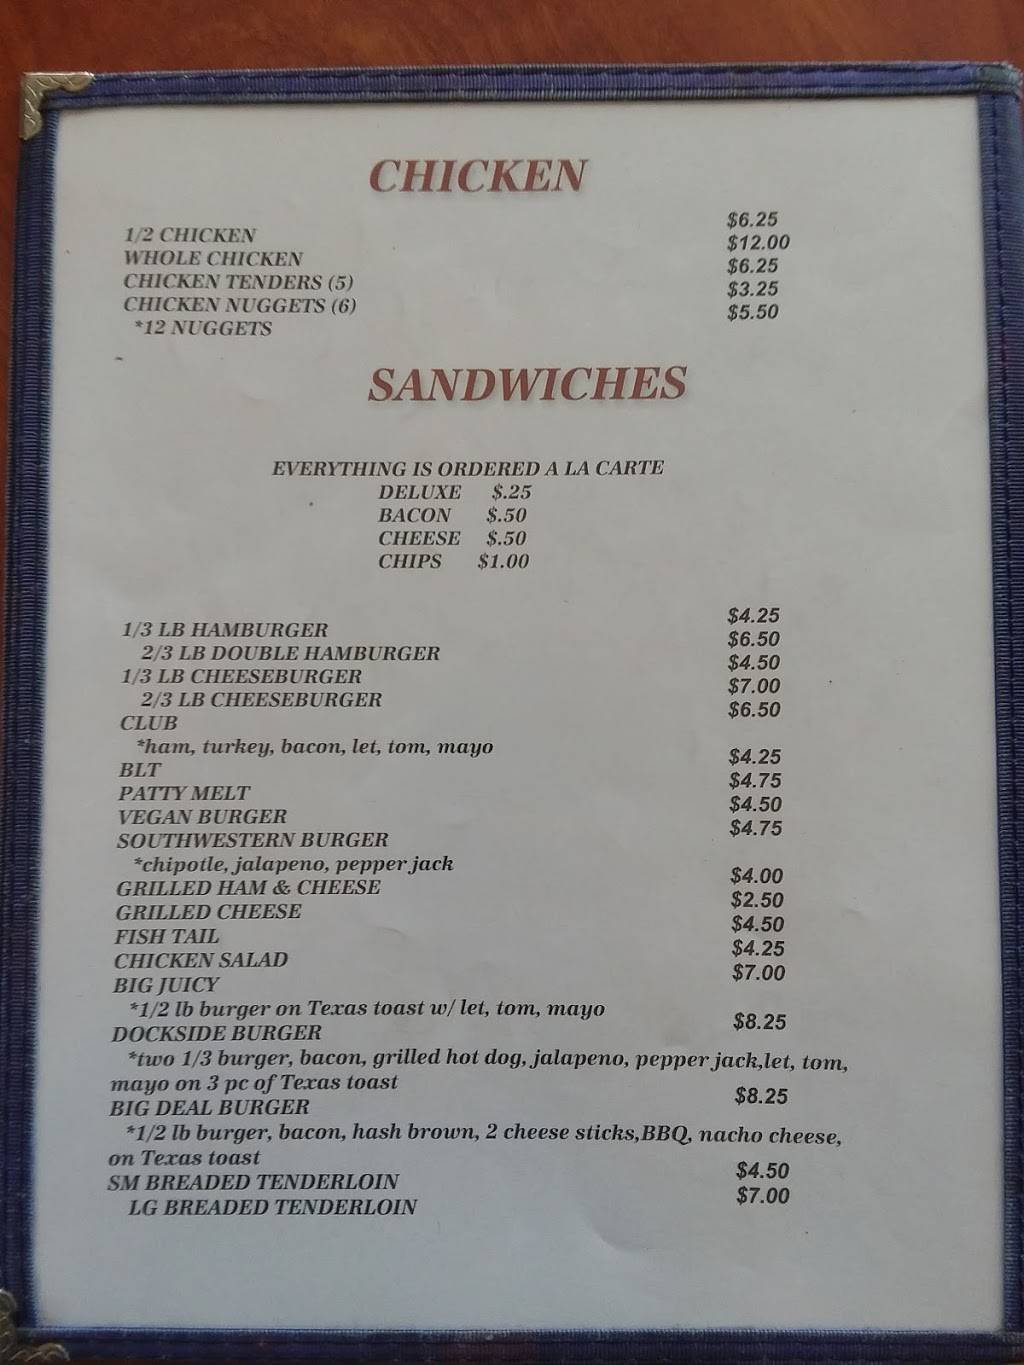 CHICKEN
1/2 CHICKEN $6.25
WHOLE CHICKEN $12.00
CHICKEN TENDERS (5) $6.25
CHICKEN NUGGETS (6) $3.25
*12 NUGGETS $5.50
SANDWICHES
EVERYTHING IS ORDERED A LA CARTE
DELUXE $.25
BACON $.50
CHEESE $.50
CHIPS $1.00
1/3 LB HAMBURGER $4.25
2/3 LB DOUBLE HAMBURGER $6.50
1/3 LB CHEESEBURGER $4.50
2/3 LB CHEESEBURGER $7.00
CLUB $6.50
*ham, turkey, bacon, let, tom, mayo
BLT $4.25
PATTY MELT $4.75
VEGAN BURGER $4.50
SOUTHWESTERN BURGER $4.75
*chipotle, jalapeno, pepper jack
GRILLED HAM & CHEESE $4.00
GRILLED CHEESE $2.50
FISH TAIL $4.50
CHICKEN SALAD $4.25
BIG JUICY $7.00
*1/2 lb burger on Texas toast w/ let, tom, mayo
DOCKSIDE BURGER $8.25
*two 1/3 burger, bacon, grilled hot dog, jalapeno, pepper jack,let, tom,
mayo on 3 pc of Texas toast
BIG DEAL BURGER $8.25
*1/2 lb burger, bacon, hash brown, 2 cheese sticks,BBQ, nacho cheese,
on Texas toast
SM BREADED TENDERLOIN $4.50
LG BREADED TENDERLOIN $7.00